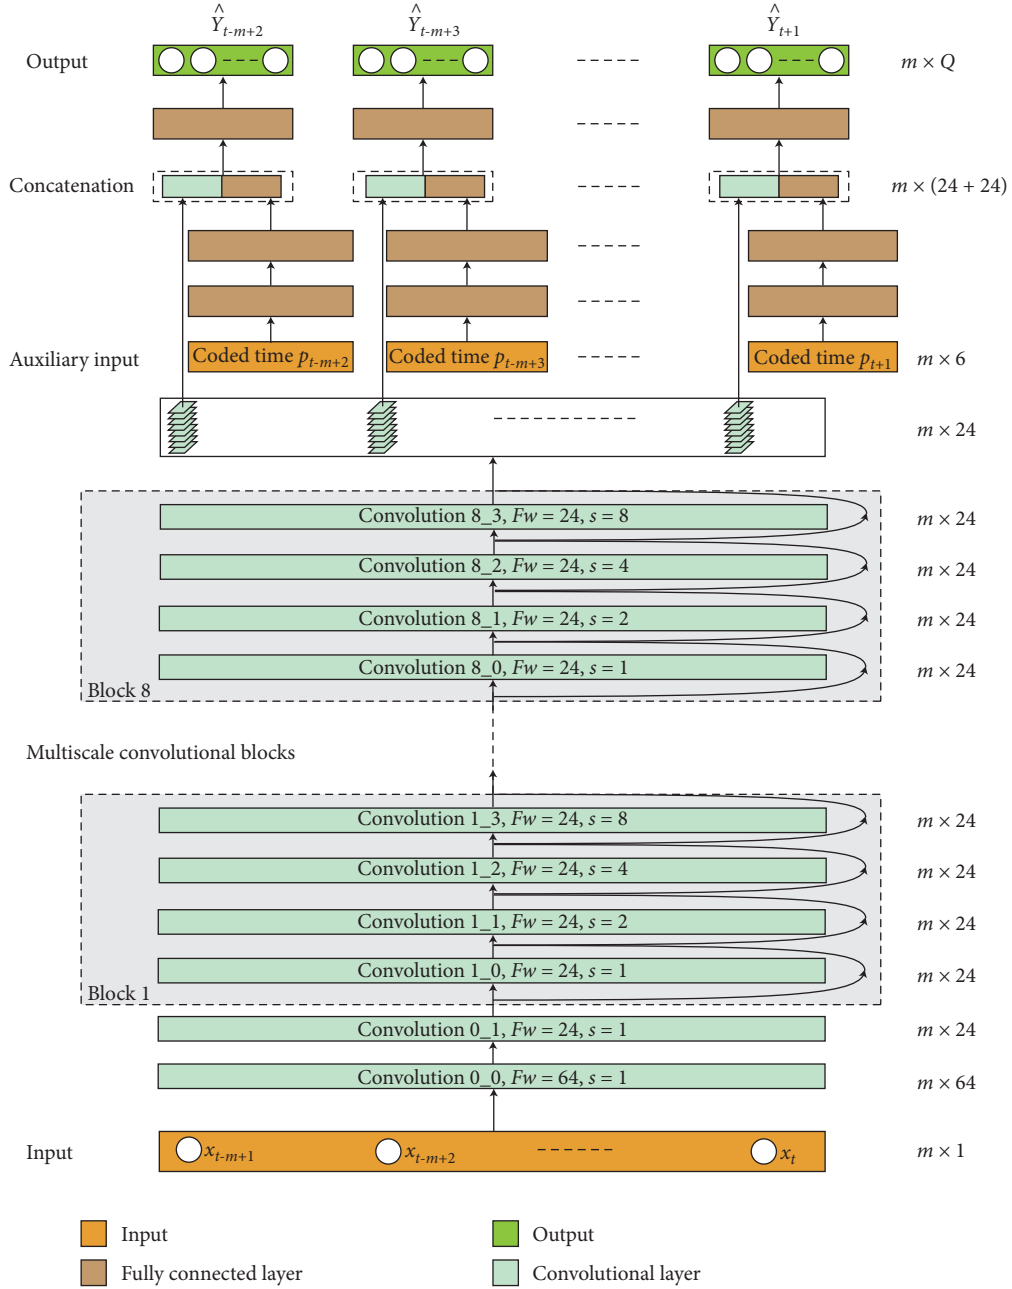 Ŷt-m+2 Ŷt-m+3 Ŷt+1
Output m × Q
Concatenation m × (24 + 24)
Auxiliary input Coded time pt-m+2 Coded time pt-m+3 Coded time pt+1 m × 6
m × 24
Convolution 8_3, Fw = 24, s = 8 m × 24
Convolution 8_2, Fw = 24, s = 4 m × 24
Convolution 8_1, Fw = 24, s = 2 m × 24
Convolution 8_0, Fw = 24, s = 1 m × 24
Block 8
Multiscale convolutional blocks
Convolution 1_3, Fw = 24, s = 8 m × 24
Convolution 1_2, Fw = 24, s = 4 m × 24
Convolution 1_1, Fw = 24, s = 2 m × 24
Convolution 1_0, Fw = 24, s = 1 m × 24
Block 1
Convolution 0_1, Fw = 24, s = 1 m × 24
Convolution 0_0, Fw = 64, s = 1 m × 64
Input xt-m+1 xt-m+2 xt m × 1
Input Output
Fully connected layer Convolutional layer